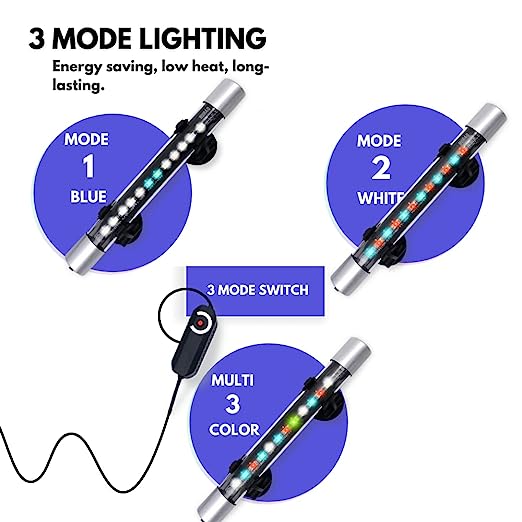 3 MODE LIGHTING
Energy saving, low heat, long-
lasting.
MODE
1
BLUE
MODE
2
WHITE
3 MODE SWITCH
MULTI
3
COLOR